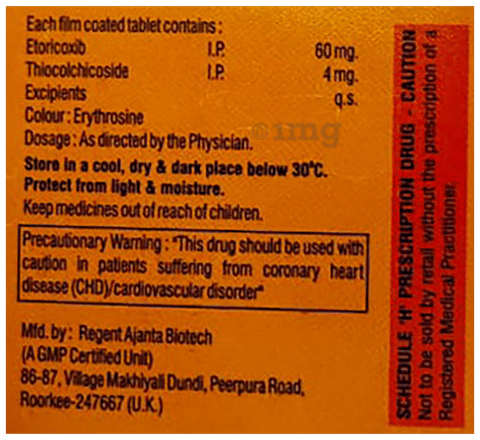 Each film coated tablet contains :
Etoricoxib I.P. 60 mg.
Thiocolchicoside I.P. 4 mg.
Excipients q.s.
Colour : Erythrosine
Dosage : As directed by the Physician.
Store in a cool, dry & dark place below 30°C.
Protect from light & moisture.
Keep medicines out of reach of children.
Precautionary Warning : "This drug should be used with
caution in patients suffering from coronary heart
disease (CHD)/cardiovascular disorder"
Mfd. by : Regent Ajanta Biotech
(A GMP Certified Unit)
86-87, Village Makhiyali Dundi, Peerpura Road,
Roorkee-247667 (U.K.)
SCHEDULE 'H' PRESCRIPTION DRUG - CAUTION
Not to be sold by retail without the prescription of a
Registered Medical Practitioner.
1mg